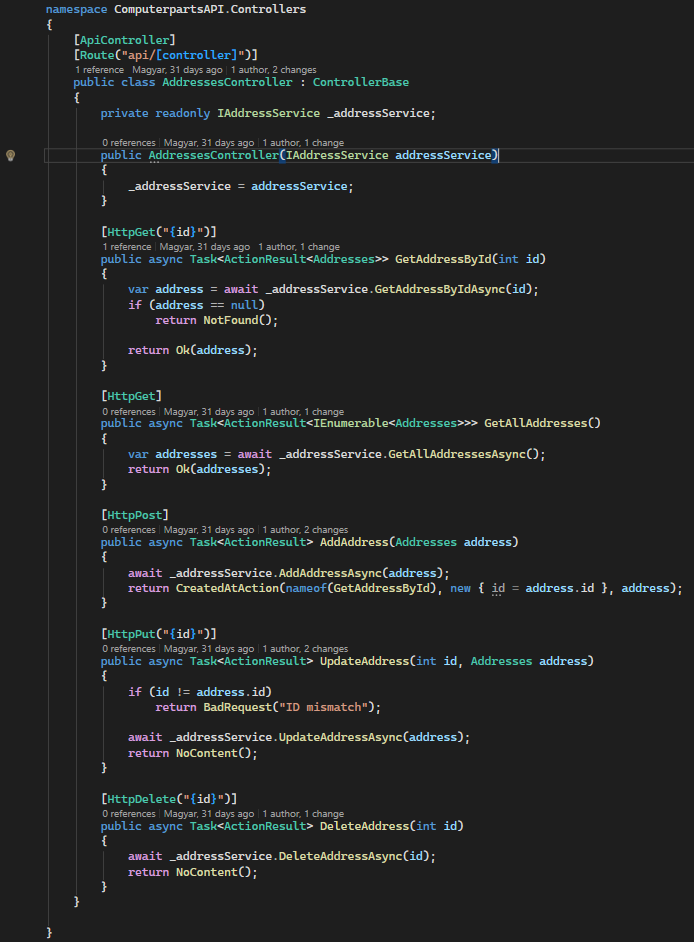 namespace ComputerpartsAPI.Controllers
{
[ApiController]
[Route("api/[controller]")]
1 reference | Magyar, 31 days ago | 1 author, 2 changes
public class AddressesController : ControllerBase
{
private readonly IAddressService _addressService;
0 references | Magyar, 31 days ago | 1 author, 1 change
public AddressesController(IAddressService addressService)
{
_addressService = addressService;
}
[HttpGet("{id}")]
1 reference | Magyar, 31 days ago | 1 author, 1 change
public async Task<ActionResult<Addresses>> GetAddressById(int id)
{
var address = await _addressService.GetAddressByIdAsync(id);
if (address == null)
return NotFound();
return Ok(address);
}
[HttpGet]
0 references | Magyar, 31 days ago | 1 author, 1 change
public async Task<ActionResult<IEnumerable<Addresses>>> GetAllAddresses()
{
var addresses = await _addressService.GetAllAddressesAsync();
return Ok(addresses);
}
[HttpPost]
0 references | Magyar, 31 days ago | 1 author, 2 changes
public async Task<ActionResult> AddAddress(Addresses address)
{
await _addressService.AddAddressAsync(address);
return CreatedAtAction(nameof(GetAddressById), new { id = address.id }, address);
}
[HttpPut("{id}")]
0 references | Magyar, 31 days ago | 1 author, 2 changes
public async Task<ActionResult> UpdateAddress(int id, Addresses address)
{
if (id != address.id)
return BadRequest("ID mismatch");
await _addressService.UpdateAddressAsync(address);
return NoContent();
}
[HttpDelete("{id}")]
0 references | Magyar, 31 days ago | 1 author, 1 change
public async Task<ActionResult> DeleteAddress(int id)
{
await _addressService.DeleteAddressAsync(id);
return NoContent();
}
}
}